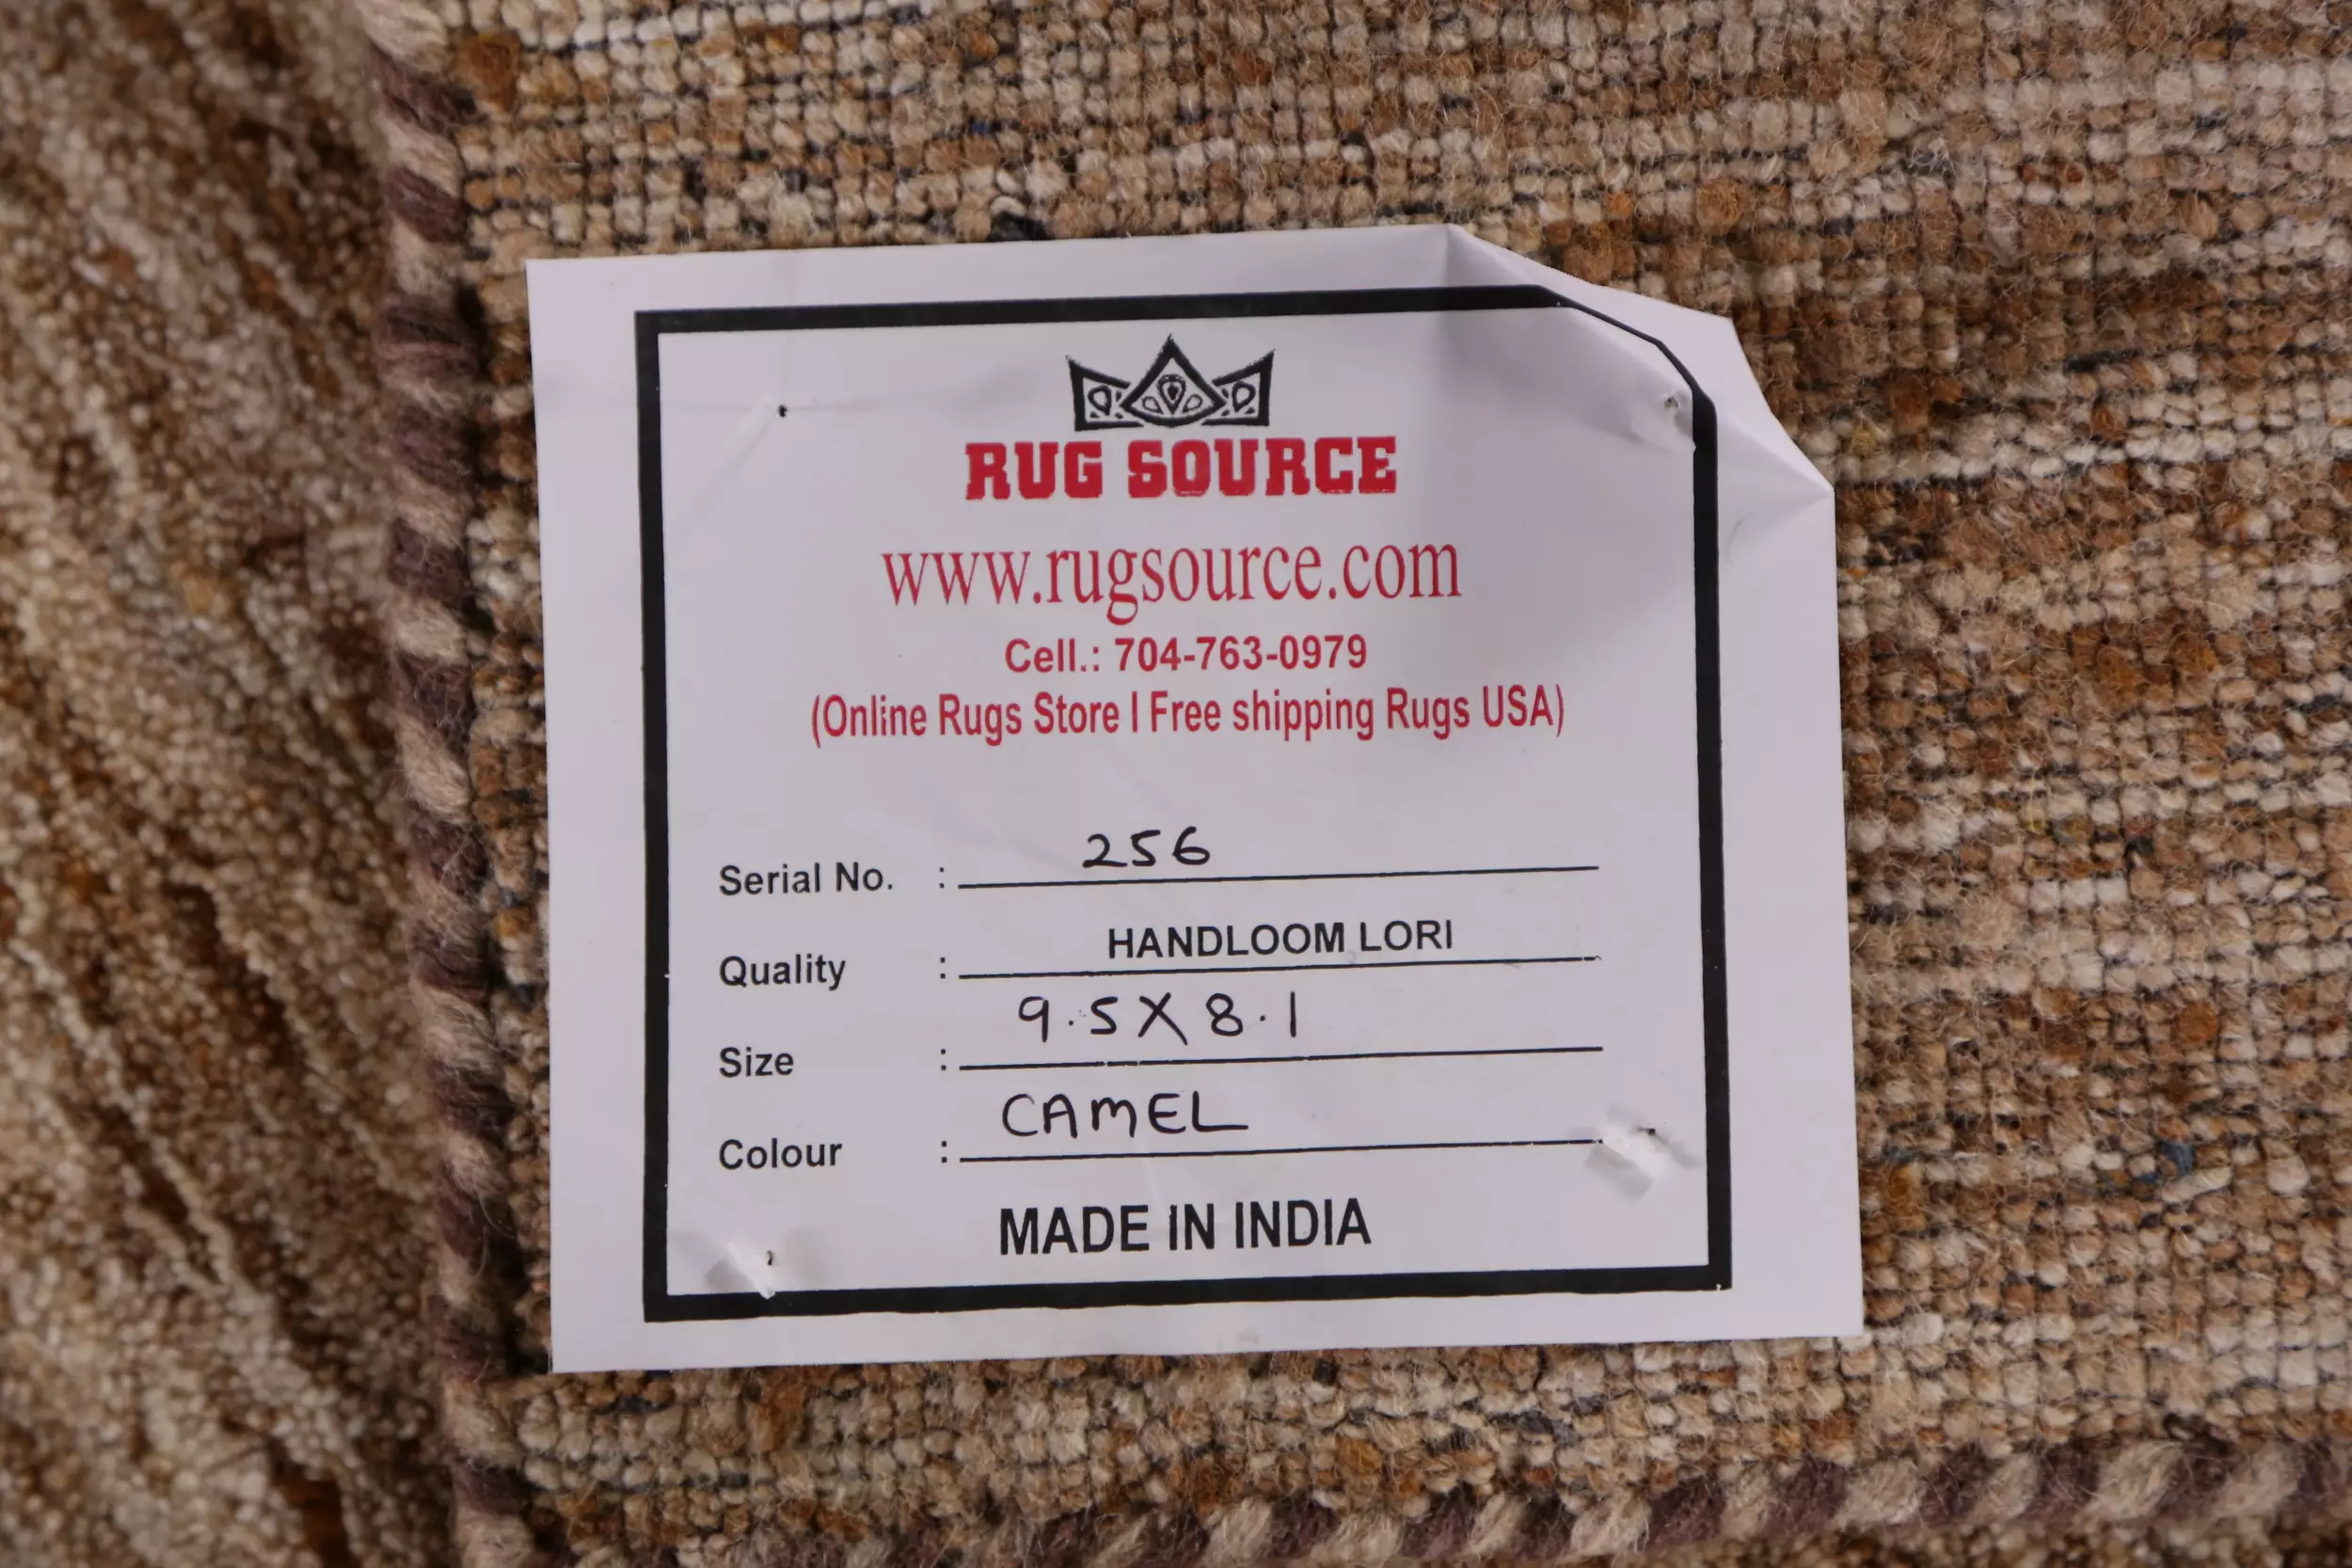 RUG SOURCE
www.rugsource.com
Cell.: 704-763-0979
(Online Rugs Store | Free shipping Rugs USA)
Serial No. : 256
Quality : HANDLOOM LORI
Size : 9.5X8.1
Colour : CAMEL
MADE IN INDIA